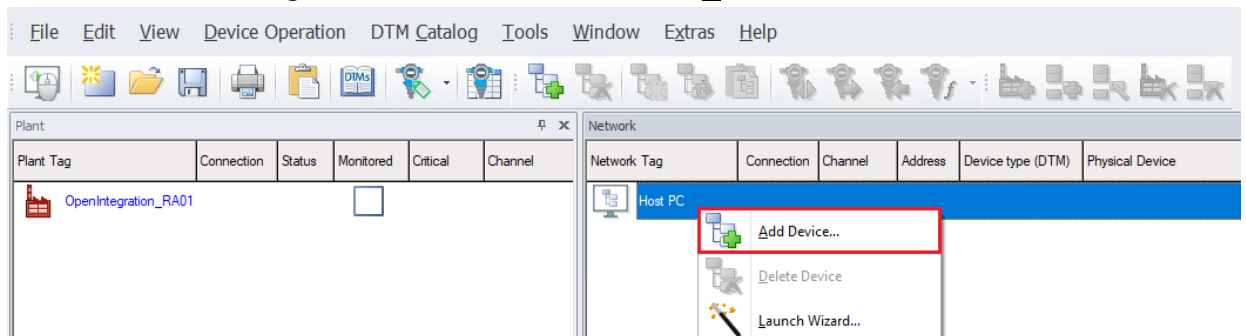 File Edit View Device Operation DTM Catalog Tools Window Extras Help
DTMs
Plant
Network
Plant Tag Connection Status Monitored Critical Channel
Network Tag Connection Channel Address Device type (DTM) Physical Device
OpenIntegration_RA01
Host PC
Add Device...
Delete Device
Launch Wizard...